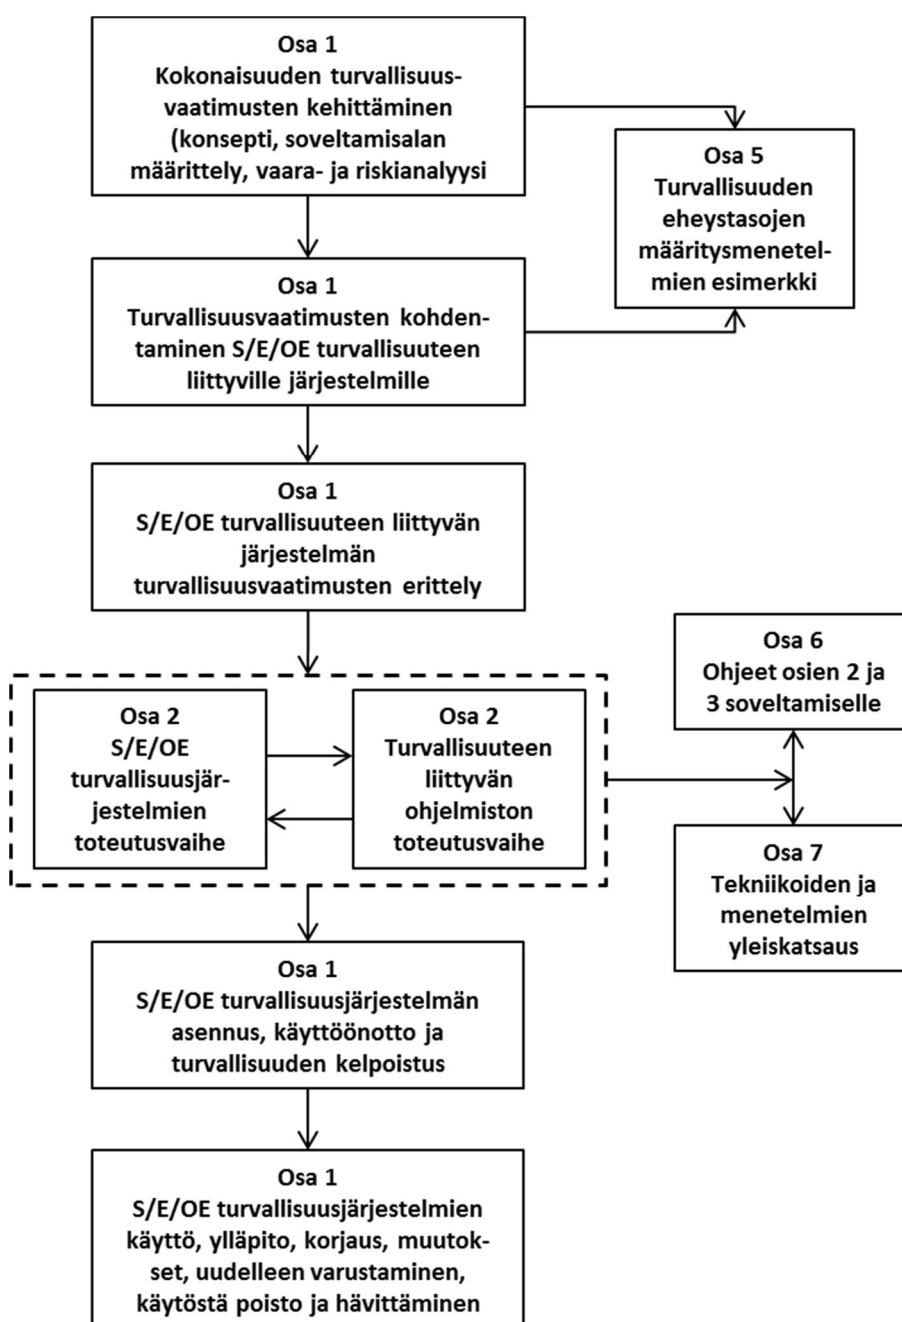 Osa 1
Kokonaisuuden turvallisuus-
vaatimusten kehittäminen
(konsepti, soveltamisalan
määrittely, vaara- ja riskianalyysi
Osa 5
Turvallisuuden
eheystasojen
määritysmenetel-
mien esimerkki
Osa 1
Turvallisuusvaatimusten kohden-
taminen S/E/OE turvallisuuteen
liittyville järjestelmille
Osa 1
S/E/OE turvallisuuteen liittyvän
järjestelmän
turvallisuusvaatimusten erittely
Osa 6
Ohjeet osien 2 ja
3 soveltamiselle
Osa 2
S/E/OE
turvallisuusjär-
jestelmien
toteutusvaihe
Osa 2
Turvallisuuteen
liittyvän
ohjelmiston
toteutusvaihe
Osa 7
Tekniikoiden ja
menetelmien
yleiskatsaus
Osa 1
S/E/OE turvallisuusjärjestelmän
asennus, käyttöönotto ja
turvallisuuden kelpoistus
Osa 1
S/E/OE turvallisuusjärjestelmien
käyttö, ylläpito, korjaus, muutok-
set, uudelleen varustaminen,
käytöstä poisto ja hävittäminen